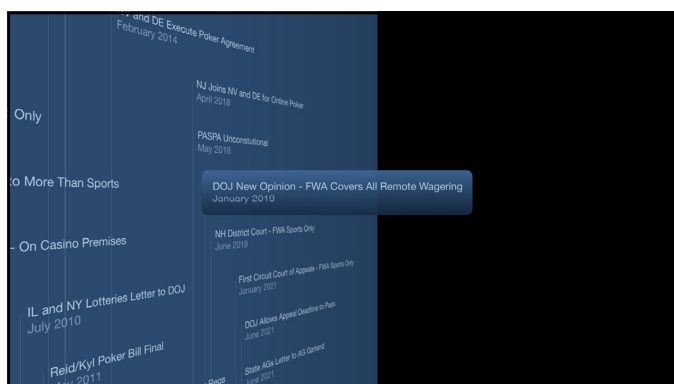 and DE Execute Poker Agreement
February 2014
NJ Joins NV and DE for Online Poker
April 2018
Only
PASPA Unconstutional
May 2018
to More Than Sports
DOJ New Opinion - FWA Covers All Remote Wagering
January 2019
- On Casino Premises
NH District Court - FWA Sports Only
June 2019
First Circuit Court of Appeals - FWA Sports Only
January 2021
IL and NY Lotteries Letter to DOJ
July 2010
DOJ Allows Appeal Deadline to Pass
June 2021
Reid/Kyl Poker Bill Final
2011
State AGs Letter to AG Garland
June 2021
Regs